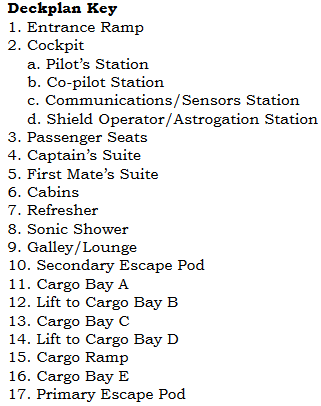 Deckplan Key
1. Entrance Ramp
2. Cockpit
a. Pilot's Station
b. Co-pilot Station
c. Communications/Sensors Station
d. Shield Operator/Astrogation Station
3. Passenger Seats
4. Captain's Suite
5. First Mate's Suite
6. Cabins
7. Refresher
8. Sonic Shower
9. Galley/Lounge
10. Secondary Escape Pod
11. Cargo Bay A
12. Lift to Cargo Bay B
13. Cargo Bay C
14. Lift to Cargo Bay D
15. Cargo Ramp
16. Cargo Bay E
17. Primary Escape Pod